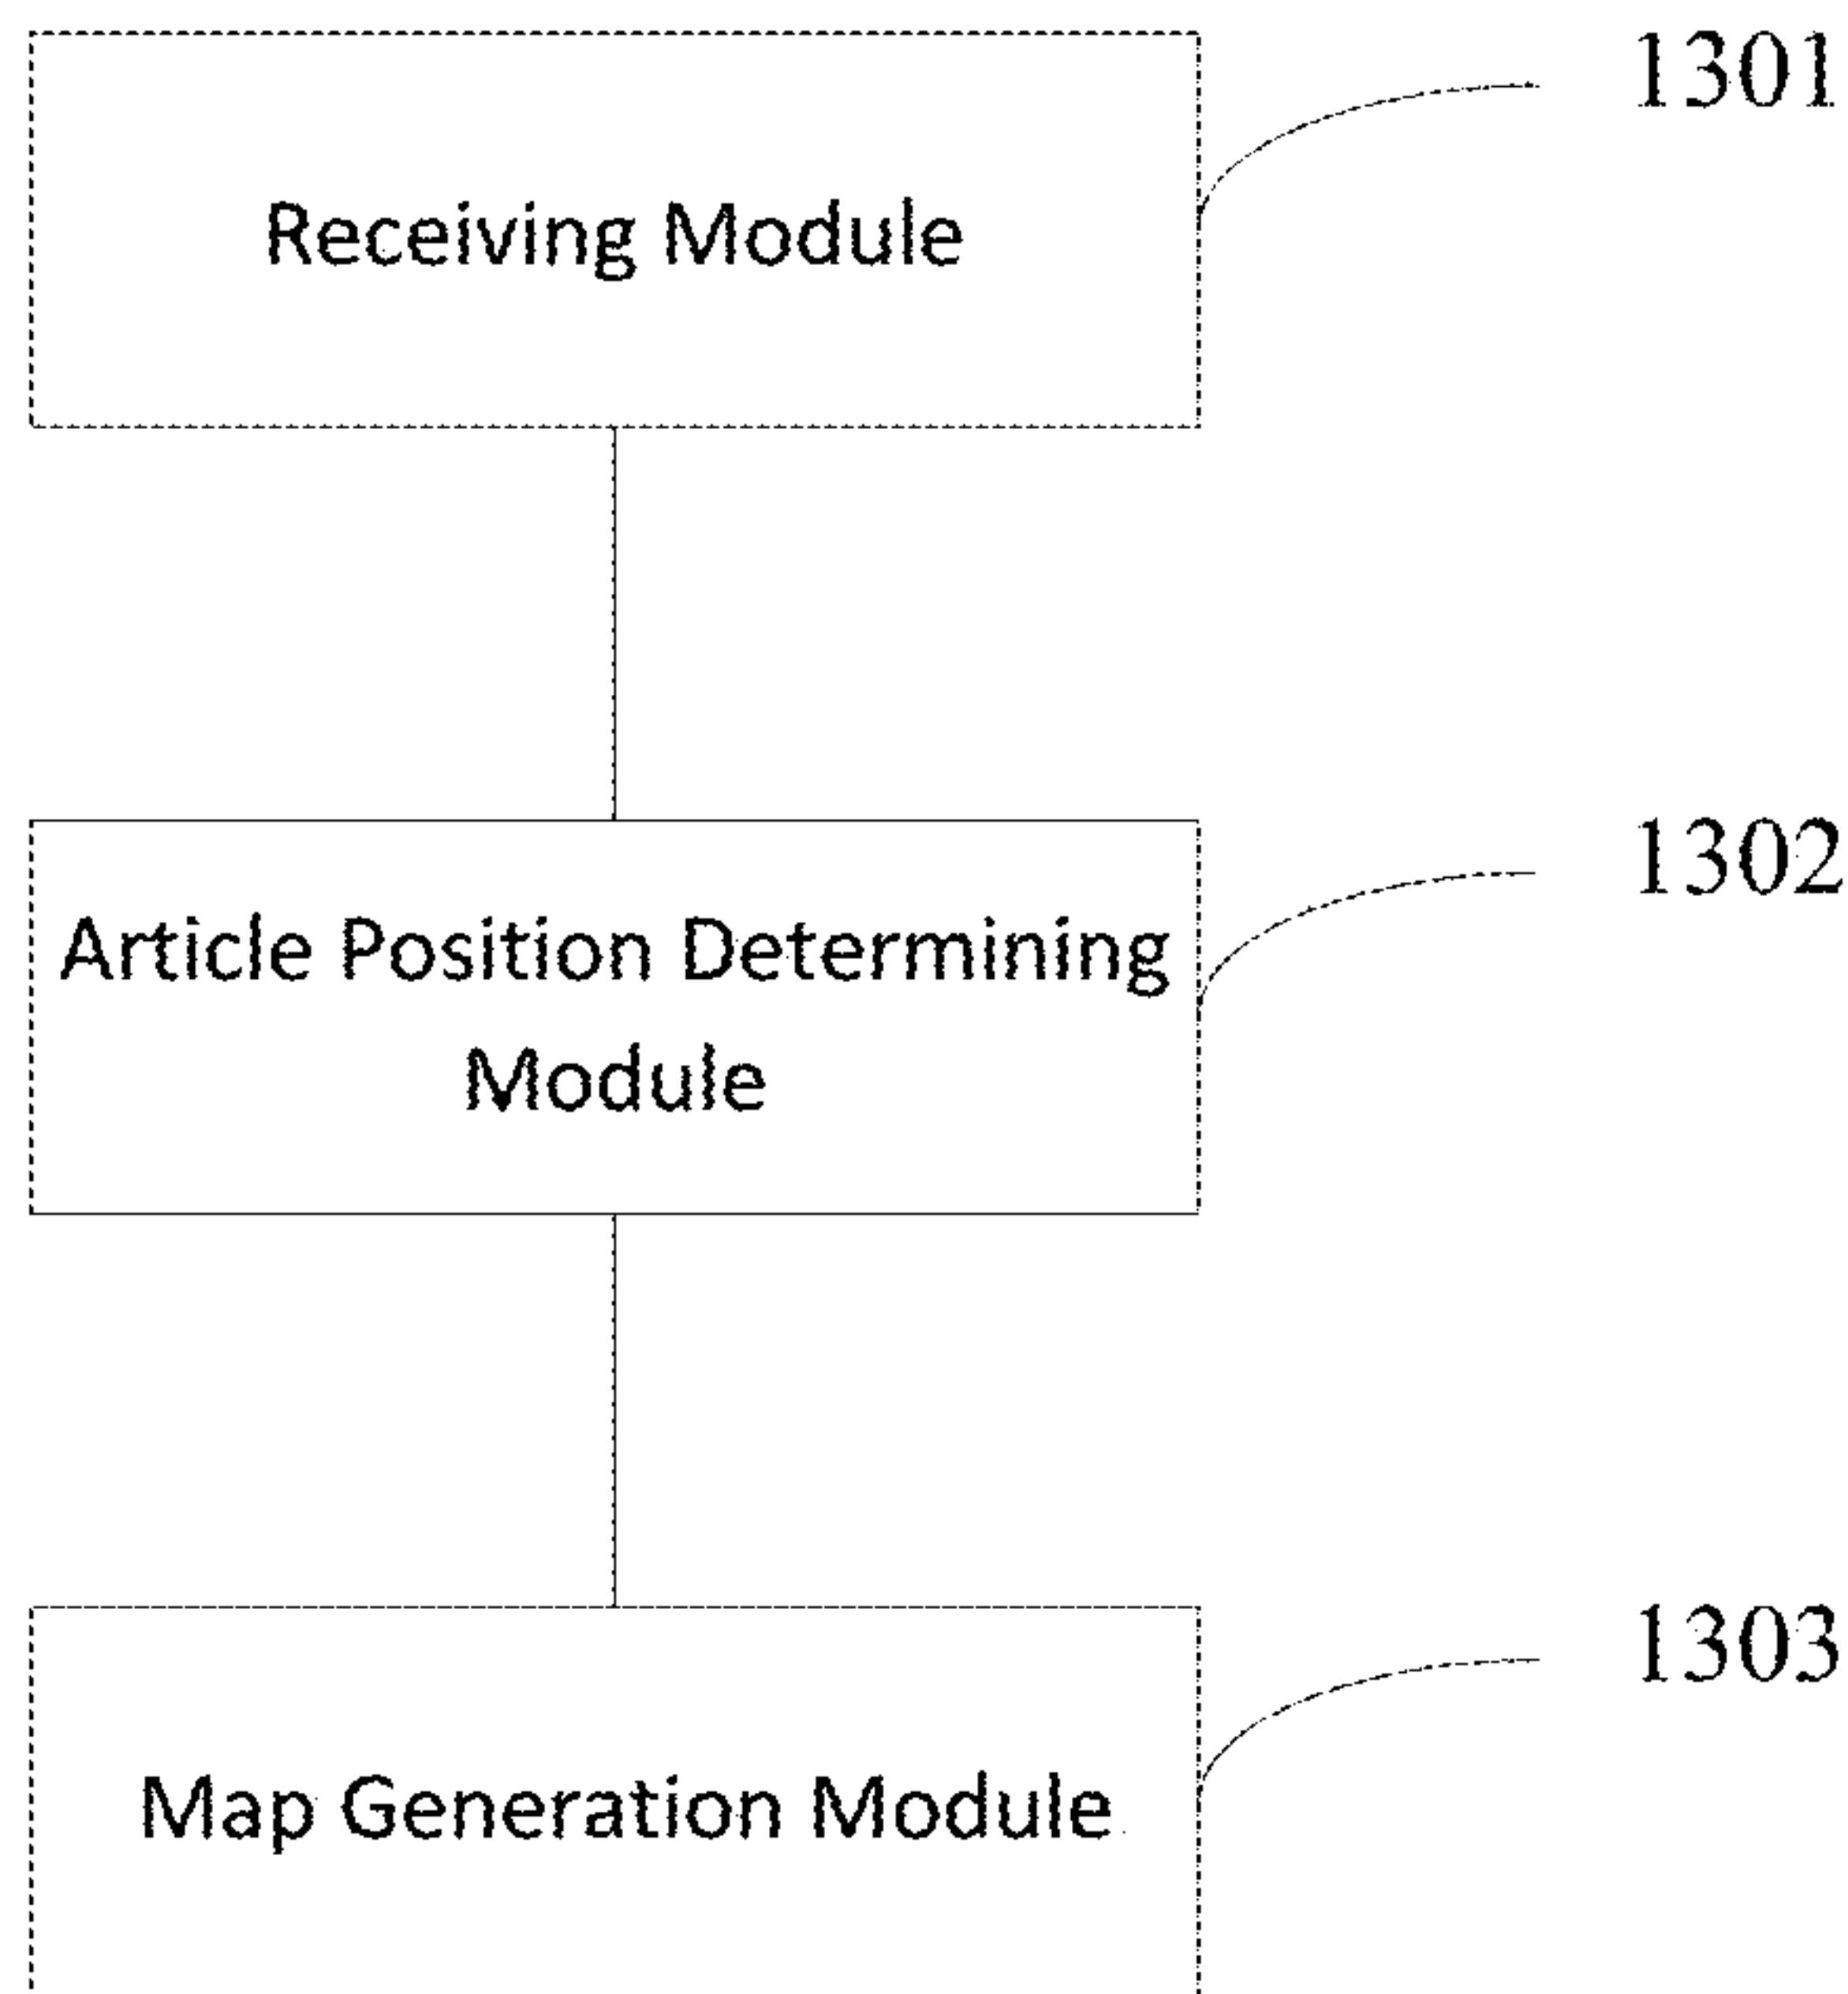 Receiving Module
1301
Article Position Determining
Module
1302
Map Generation Module
1303